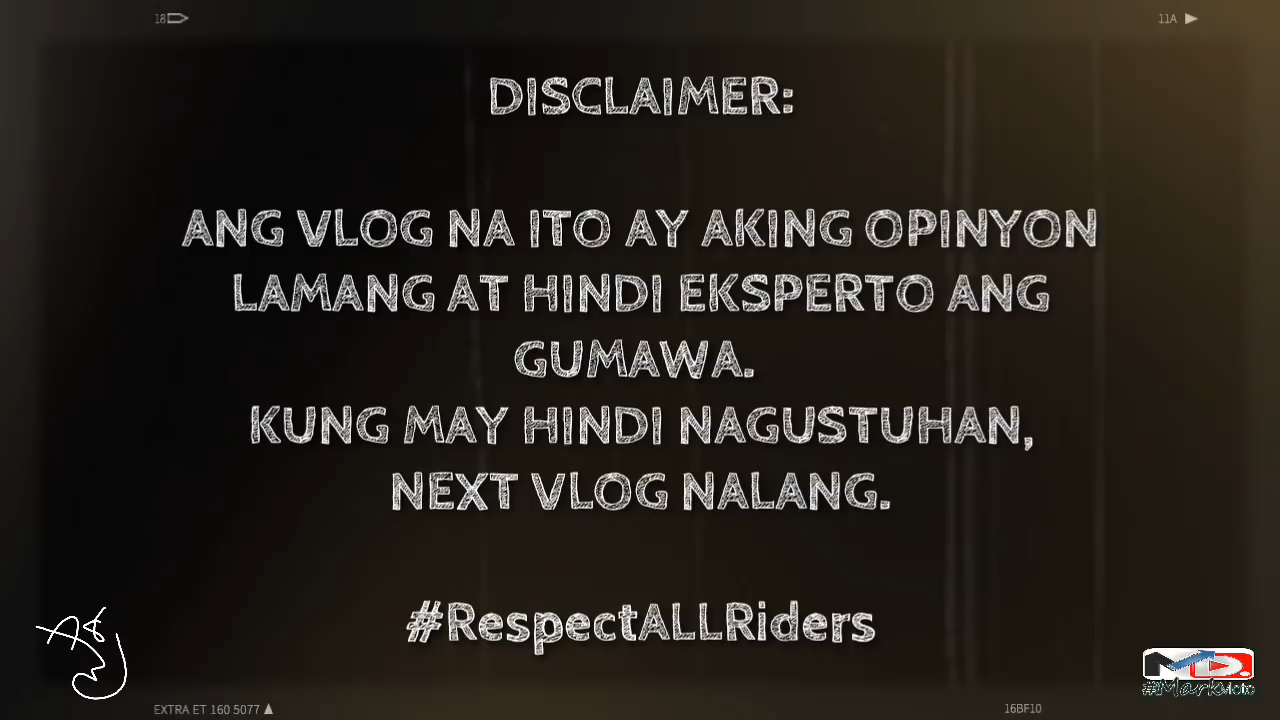 18
11A
DISCLAIMER:
ANG VLOG NA ITO AY AKING OPINYON
LAMANG AT HINDI EKSPERTO ANG
GUMAWA.
KUNG MAY HINDI NAGUSTUHAN,
NEXT VLOG NALANG.
#RespectALLRiders
MD.
#MarkMoto
EXTRA ET 160 5077
16BF10